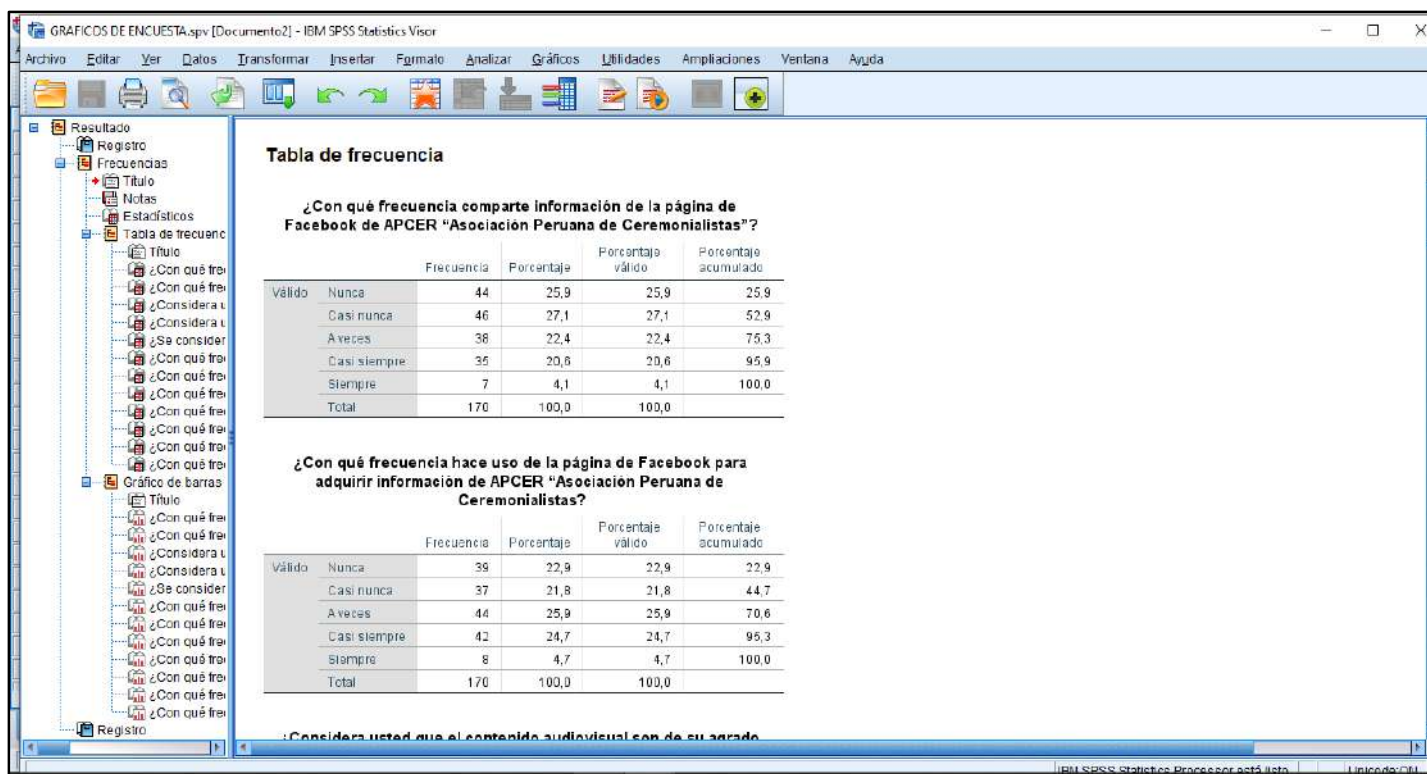 GRAFICOS DE ENCUESTA.spv [Documento2] - IBM SPSS Statistics Visor
Archivo Editar Ver Datos Transformar Insertar Formato Analizar Gráficos Utilidades Ampliaciones Ventana Ayuda
Resultado
Registro
Frecuencias
Título
Notas
Estadísticos
Tabla de frecuenc
Título
¿Con qué fre
¿Con qué fre
¿Considera u
¿Considera u
¿Se consider
¿Con qué fre
¿Con qué fre
¿Con qué fre
¿Con qué fre
¿Con qué fre
¿Con qué fre
¿Con qué fre
Gráfico de barras
Título
¿Con qué fre
¿Con qué fre
¿Considera u
¿Considera u
¿Se consider
¿Con qué fre
¿Con qué fre
¿Con qué fre
¿Con qué fre
¿Con qué fre
¿Con qué fre
¿Con qué fre
Registro
Tabla de frecuencia
¿Con qué frecuencia comparte información de la página de
Facebook de APCER “Asociación Peruana de Ceremonialistas”?
Frecuencia Porcentaje Porcentaje válido Porcentaje acumulado
Válido Nunca 44 25,9 25,9 25,9
Casi nunca 46 27,1 27,1 52,9
A veces 38 22,4 22,4 75,3
Casi siempre 35 20,6 20,6 95,9
Siempre 7 4,1 4,1 100,0
Total 170 100,0 100,0
¿Con qué frecuencia hace uso de la página de Facebook para
adquirir información de APCER “Asociación Peruana de
Ceremonialistas?
Frecuencia Porcentaje Porcentaje válido Porcentaje acumulado
Válido Nunca 39 22,9 22,9 22,9
Casi nunca 37 21,8 21,8 44,7
A veces 44 25,9 25,9 70,6
Casi siempre 42 24,7 24,7 95,3
Siempre 8 4,7 4,7 100,0
Total 170 100,0 100,0
¿Considera usted que el contenido audiovisual son de su agrado
IBM SPSS Statistics Processor está listo Unicode:ON